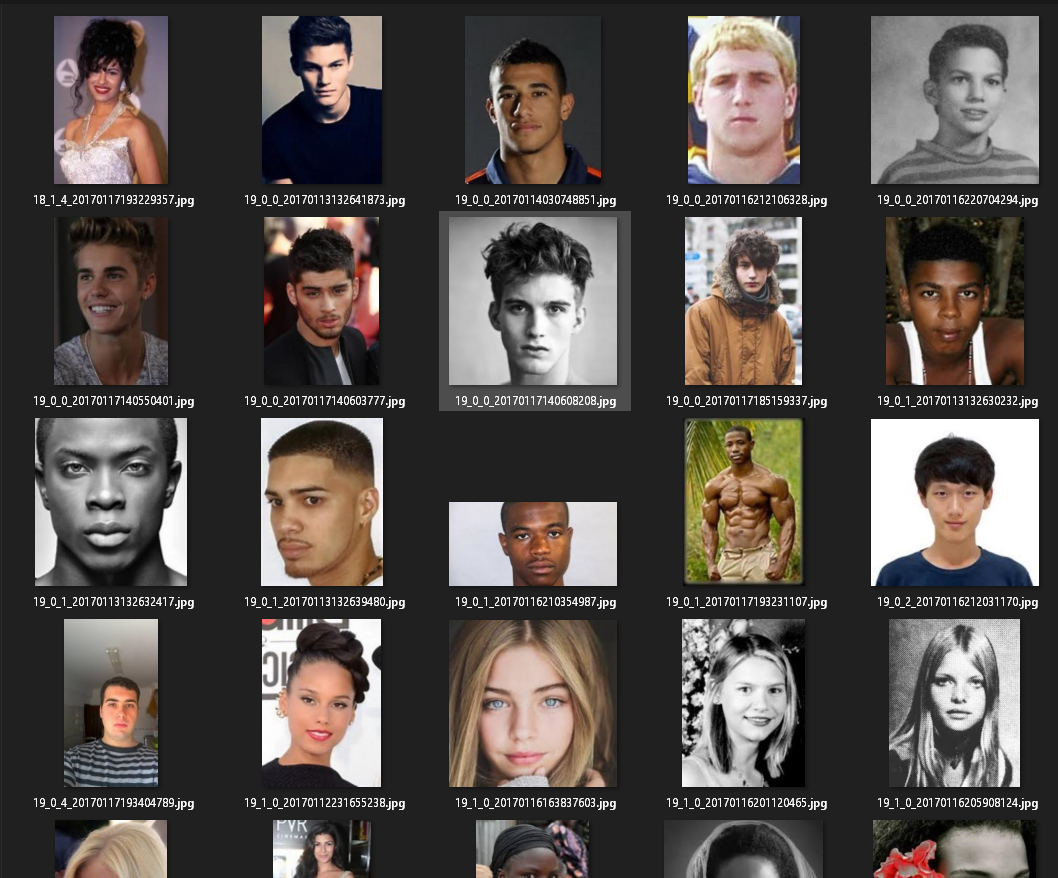 18_1_4_20170117193229357.jpg
19_0_0_20170113132641873.jpg
19_0_0_20170114030748851.jpg
19_0_0_20170116212106328.jpg
19_0_0_20170116220704294.jpg
19_0_0_20170117140550401.jpg
19_0_0_20170117140603777.jpg
19_0_0_20170117140608208.jpg
19_0_0_20170117185159337.jpg
19_0_1_20170113132630232.jpg
19_0_1_20170113132632417.jpg
19_0_1_20170113132639480.jpg
19_0_1_20170116210354987.jpg
19_0_1_20170117193231107.jpg
19_0_2_20170116212031170.jpg
19_0_4_20170117193404789.jpg
19_1_0_20170112231655238.jpg
19_1_0_20170116163837603.jpg
19_1_0_20170116201120465.jpg
19_1_0_20170116205908124.jpg
PVR
CINEMAS